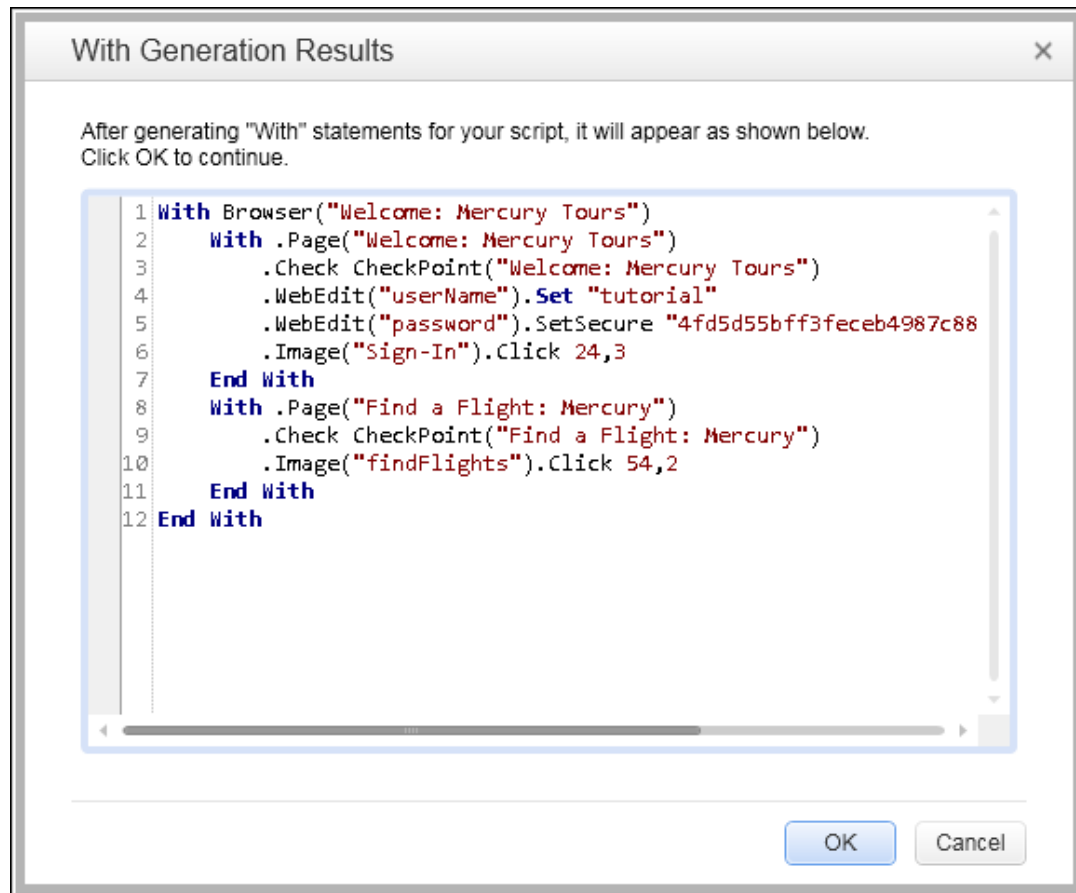 With Generation Results
After generating "With" statements for your script, it will appear as shown below.
Click OK to continue.
1 With Browser("Welcome: Mercury Tours")
2     With .Page("Welcome: Mercury Tours")
3         .Check CheckPoint("Welcome: Mercury Tours")
4         .WebEdit("userName").Set "tutorial"
5         .WebEdit("password").SetSecure "4fd5d55bff3feceb4987c88
6         .Image("Sign-In").Click 24,3
7     End With
8     With .Page("Find a Flight: Mercury")
9         .Check CheckPoint("Find a Flight: Mercury")
10         .Image("findFlights").Click 54,2
11     End With
12 End With
OK Cancel